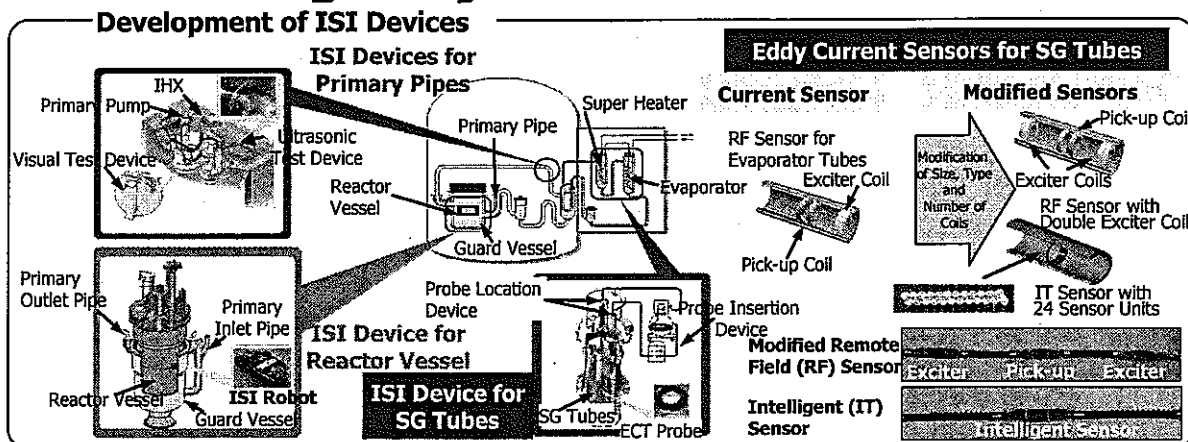 Development of ISI Devices
ISI Devices for
Primary Pipes
IHX
Primary Pump
Ultrasonic
Test Device
Visual Test Device
Primary Pipe
Super Heater
Reactor
Vessel
Evaporator
Guard Vessel
Eddy Current Sensors for SG Tubes
Current Sensor
Modified Sensors
RF Sensor for
Evaporator Tubes
Exciter Coil
Pick-up Coil
Modification
of Size, Type
and
Number of
Coils
Pick-up Coil
Exciter Coils
RF Sensor with
Double Exciter Coil
IT Sensor with
24 Sensor Units
Primary
Outlet Pipe
Primary
Inlet Pipe
ISI Device for
Reactor Vessel
Reactor Vessel
ISI Robot
Guard Vessel
Probe Location
Device
Probe Insertion
Device
ISI Device for
SG Tubes
SG Tubes
ECT Probe
Modified Remote
Field (RF) Sensor
Exciter Pick-up Exciter
Intelligent (IT)
Sensor
Intelligent Sensor